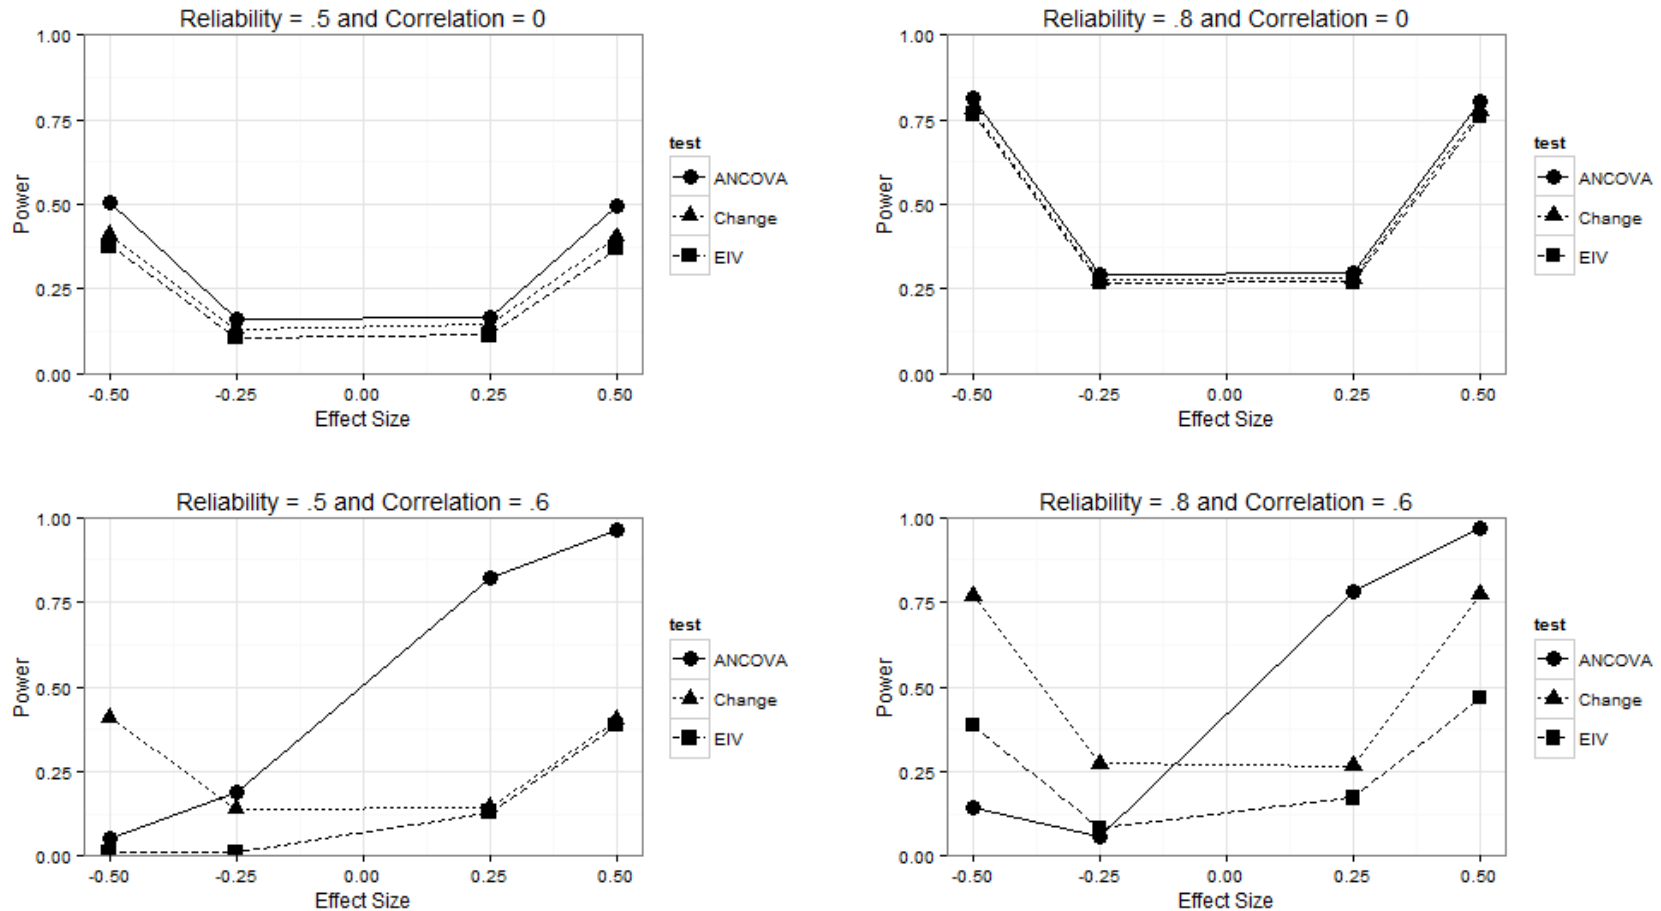 Reliability = .5 and Correlation = 0
1.00
0.75
0.50
0.25
0.00
Power
-0.50 -0.25 0.00 0.25 0.50
Effect Size
test
ANCOVA
Change
EIV
Reliability = .8 and Correlation = 0
1.00
0.75
0.50
0.25
0.00
Power
-0.50 -0.25 0.00 0.25 0.50
Effect Size
test
ANCOVA
Change
EIV
Reliability = .5 and Correlation = .6
1.00
0.75
0.50
0.25
0.00
Power
-0.50 -0.25 0.00 0.25 0.50
Effect Size
test
ANCOVA
Change
EIV
Reliability = .8 and Correlation = .6
1.00
0.75
0.50
0.25
0.00
Power
-0.50 -0.25 0.00 0.25 0.50
Effect Size
test
ANCOVA
Change
EIV